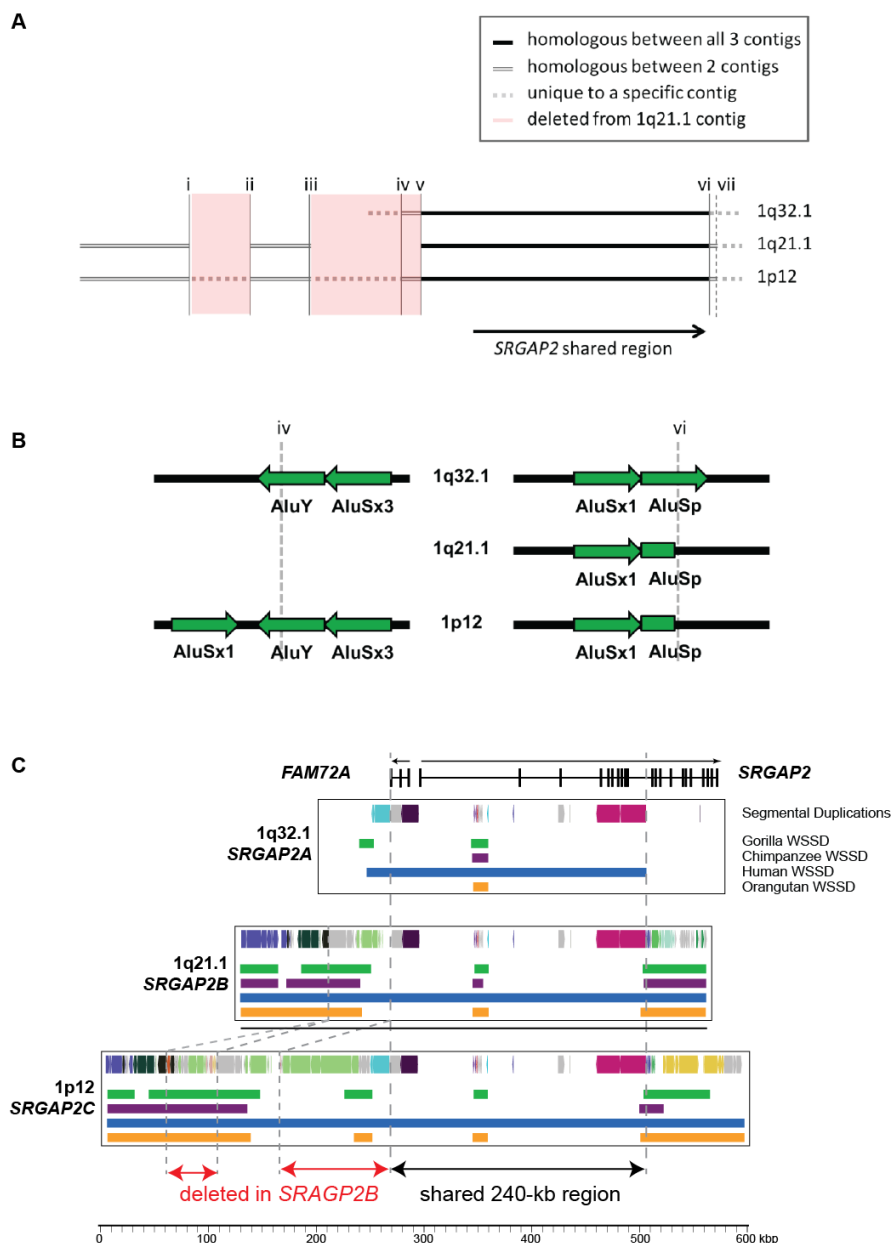 A
homologous between all 3 contigs
homologous between 2 contigs
unique to a specific contig
deleted from 1q21.1 contig
i ii iii iv v vi vii
1q32.1
1q21.1
1p12
SRGAP2 shared region
B
iv vi
1q32.1
AluY AluSx3 AluSx1 AluSp
1q21.1
AluSx1 AluSp
1p12
AluSx1 AluY AluSx3 AluSx1 AluSp
C
FAM72A SRGAP2
Segmental Duplications
1q32.1
SRGAP2A
Gorilla WSSD
Chimpanzee WSSD
Human WSSD
Orangutan WSSD
1q21.1
SRGAP2B
1p12
SRGAP2C
deleted in SRAGP2B shared 240-kb region
0 100 200 300 400 500 600 kbp